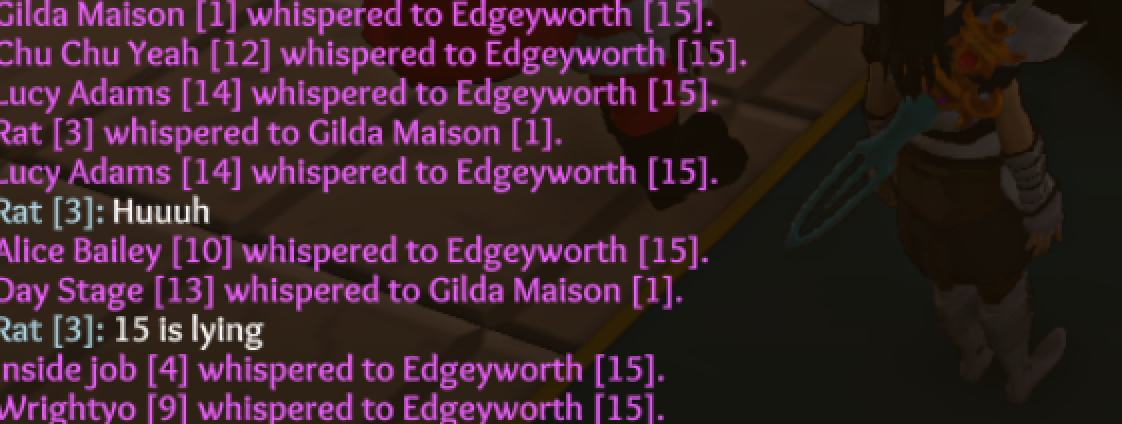 Gilda Maison [1] whispered to Edgeyworth [15].
Chu Chu Yeah [12] whispered to Edgeyworth [15].
Lucy Adams [14] whispered to Edgeyworth [15].
Rat [3] whispered to Gilda Maison [1].
Lucy Adams [14] whispered to Edgeyworth [15].
Rat [3]: Huuuh
Alice Bailey [10] whispered to Edgeyworth [15].
Day Stage [13] whispered to Gilda Maison [1].
Rat [3]: 15 is lying
Inside job [4] whispered to Edgeyworth [15].
Wrightyo [9] whispered to Edgeyworth [15].